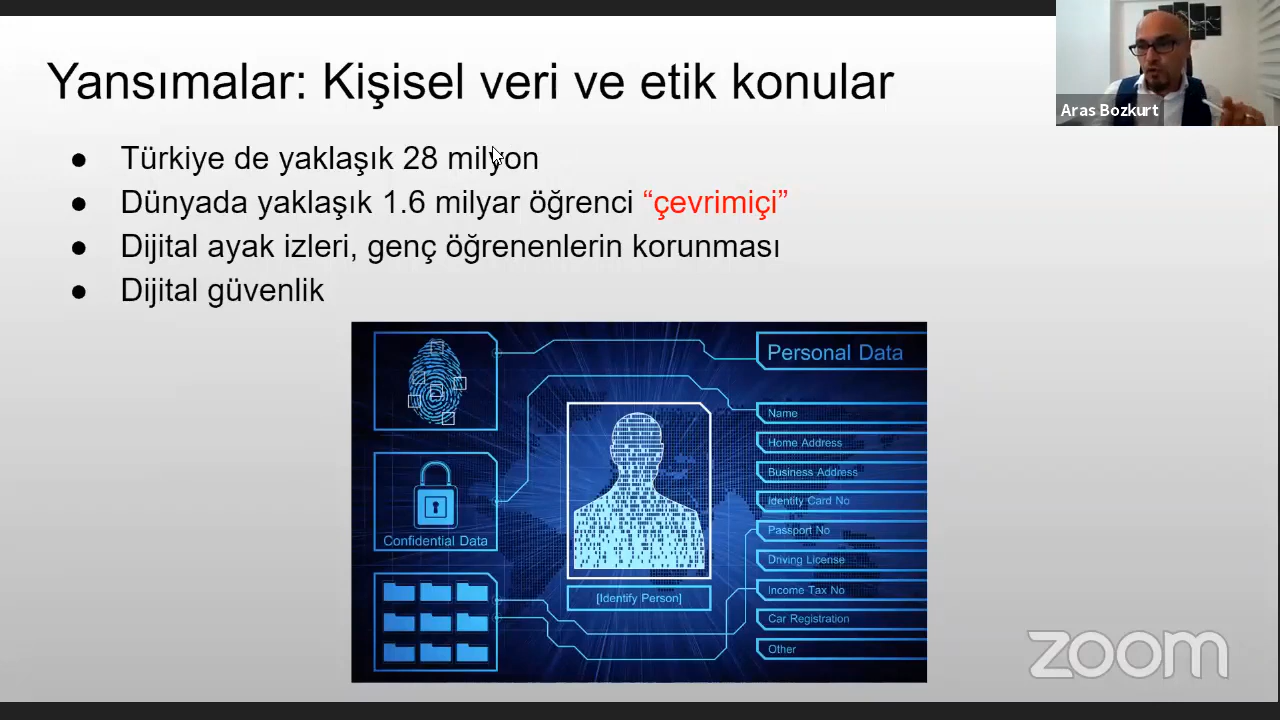 Yansımalar: Kişisel veri ve etik konular
Aras Bozkurt
● Türkiye de yaklaşık 28 milyon
● Dünyada yaklaşık 1.6 milyar öğrenci “çevrimiçi”
● Dijital ayak izleri, genç öğrenenlerin korunması
● Dijital güvenlik
Personal Data
Name
Home Address
Business Address
Identity Card No
Passport No
Driving License
Income Tax No
Car Registration
Other
Confidential Data
[Identify Person]
zoom